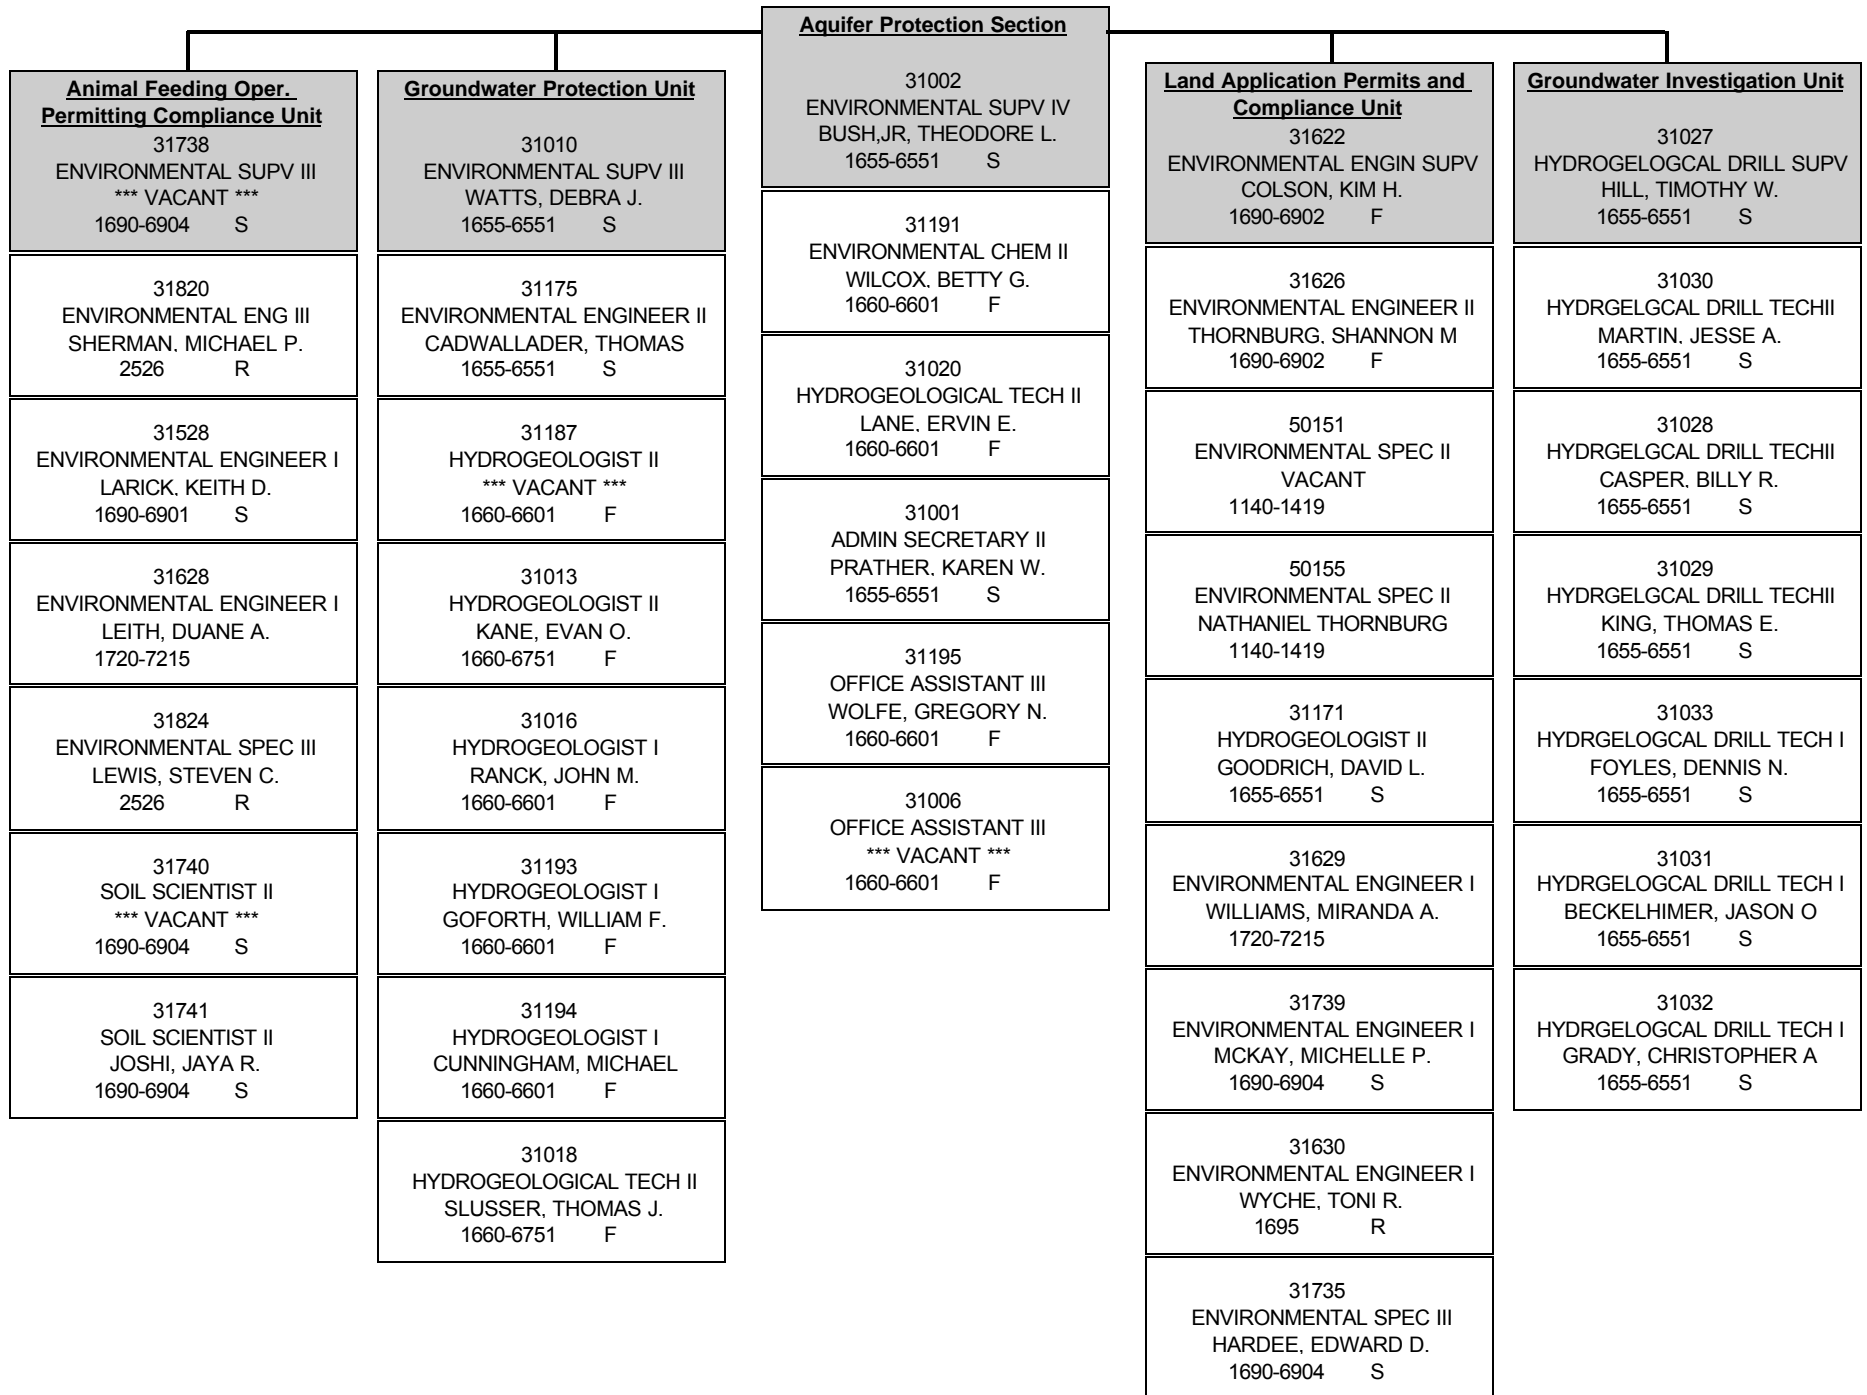 Aquifer Protection Section
31002
ENVIRONMENTAL SUPV IV
BUSH,JR, THEODORE L.
1655-6551 S
31191
ENVIRONMENTAL CHEM II
WILCOX, BETTY G.
1660-6601 F
31020
HYDROGEOLOGICAL TECH II
LANE, ERVIN E.
1660-6601 F
31001
ADMIN SECRETARY II
PRATHER, KAREN W.
1655-6551 S
31195
OFFICE ASSISTANT III
WOLFE, GREGORY N.
1660-6601 F
31006
OFFICE ASSISTANT III
*** VACANT ***
1660-6601 F
Animal Feeding Oper.
Permitting Compliance Unit
31738
ENVIRONMENTAL SUPV III
*** VACANT ***
1690-6904 S
31820
ENVIRONMENTAL ENG III
SHERMAN, MICHAEL P.
2526 R
31528
ENVIRONMENTAL ENGINEER I
LARICK, KEITH D.
1690-6901 S
31628
ENVIRONMENTAL ENGINEER I
LEITH, DUANE A.
1720-7215
31824
ENVIRONMENTAL SPEC III
LEWIS, STEVEN C.
2526 R
31740
SOIL SCIENTIST II
*** VACANT ***
1690-6904 S
31741
SOIL SCIENTIST II
JOSHI, JAYA R.
1690-6904 S
Groundwater Protection Unit
31010
ENVIRONMENTAL SUPV III
WATTS, DEBRA J.
1655-6551 S
31175
ENVIRONMENTAL ENGINEER II
CADWALLADER, THOMAS
1655-6551 S
31187
HYDROGEOLOGIST II
*** VACANT ***
1660-6601 F
31013
HYDROGEOLOGIST II
KANE, EVAN O.
1660-6751 F
31016
HYDROGEOLOGIST I
RANCK, JOHN M.
1660-6601 F
31193
HYDROGEOLOGIST I
GOFORTH, WILLIAM F.
1660-6601 F
31194
HYDROGEOLOGIST I
CUNNINGHAM, MICHAEL
1660-6601 F
31018
HYDROGEOLOGICAL TECH II
SLUSSER, THOMAS J.
1660-6751 F
Land Application Permits and
Compliance Unit
31622
ENVIRONMENTAL ENGIN SUPV
COLSON, KIM H.
1690-6902 F
31626
ENVIRONMENTAL ENGINEER II
THORNBURG, SHANNON M
1690-6902 F
50151
ENVIRONMENTAL SPEC II
VACANT
1140-1419
50155
ENVIRONMENTAL SPEC II
NATHANIEL THORNBURG
1140-1419
31171
HYDROGEOLOGIST II
GOODRICH, DAVID L.
1655-6551 S
31629
ENVIRONMENTAL ENGINEER I
WILLIAMS, MIRANDA A.
1720-7215
31739
ENVIRONMENTAL ENGINEER I
MCKAY, MICHELLE P.
1690-6904 S
31630
ENVIRONMENTAL ENGINEER I
WYCHE, TONI R.
1695 R
31735
ENVIRONMENTAL SPEC III
HARDEE, EDWARD D.
1690-6904 S
Groundwater Investigation Unit
31027
HYDROGELOGCAL DRILL SUPV
HILL, TIMOTHY W.
1655-6551 S
31030
HYDRGELGCAL DRILL TECHII
MARTIN, JESSE A.
1655-6551 S
31028
HYDRGELGCAL DRILL TECHII
CASPER, BILLY R.
1655-6551 S
31029
HYDRGELGCAL DRILL TECHII
KING, THOMAS E.
1655-6551 S
31033
HYDRGELOGCAL DRILL TECH I
FOYLES, DENNIS N.
1655-6551 S
31031
HYDRGELOGCAL DRILL TECH I
BECKELHIMER, JASON O
1655-6551 S
31032
HYDRGELOGCAL DRILL TECH I
GRADY, CHRISTOPHER A
1655-6551 S